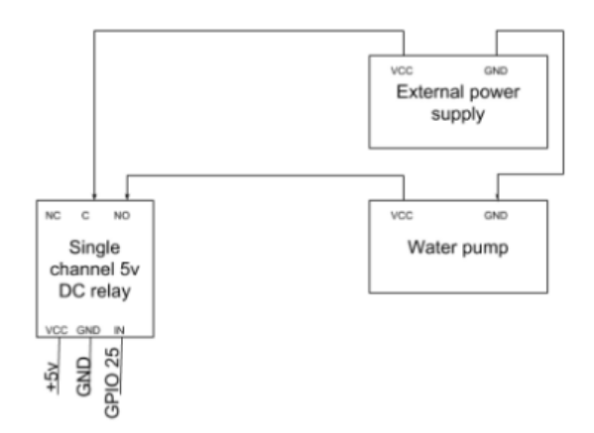 VCC GND
External power
supply
NC C NO
Single
channel 5v
DC relay
VCC GND IN
+5v
GND
GPIO 25
VCC GND
Water pump